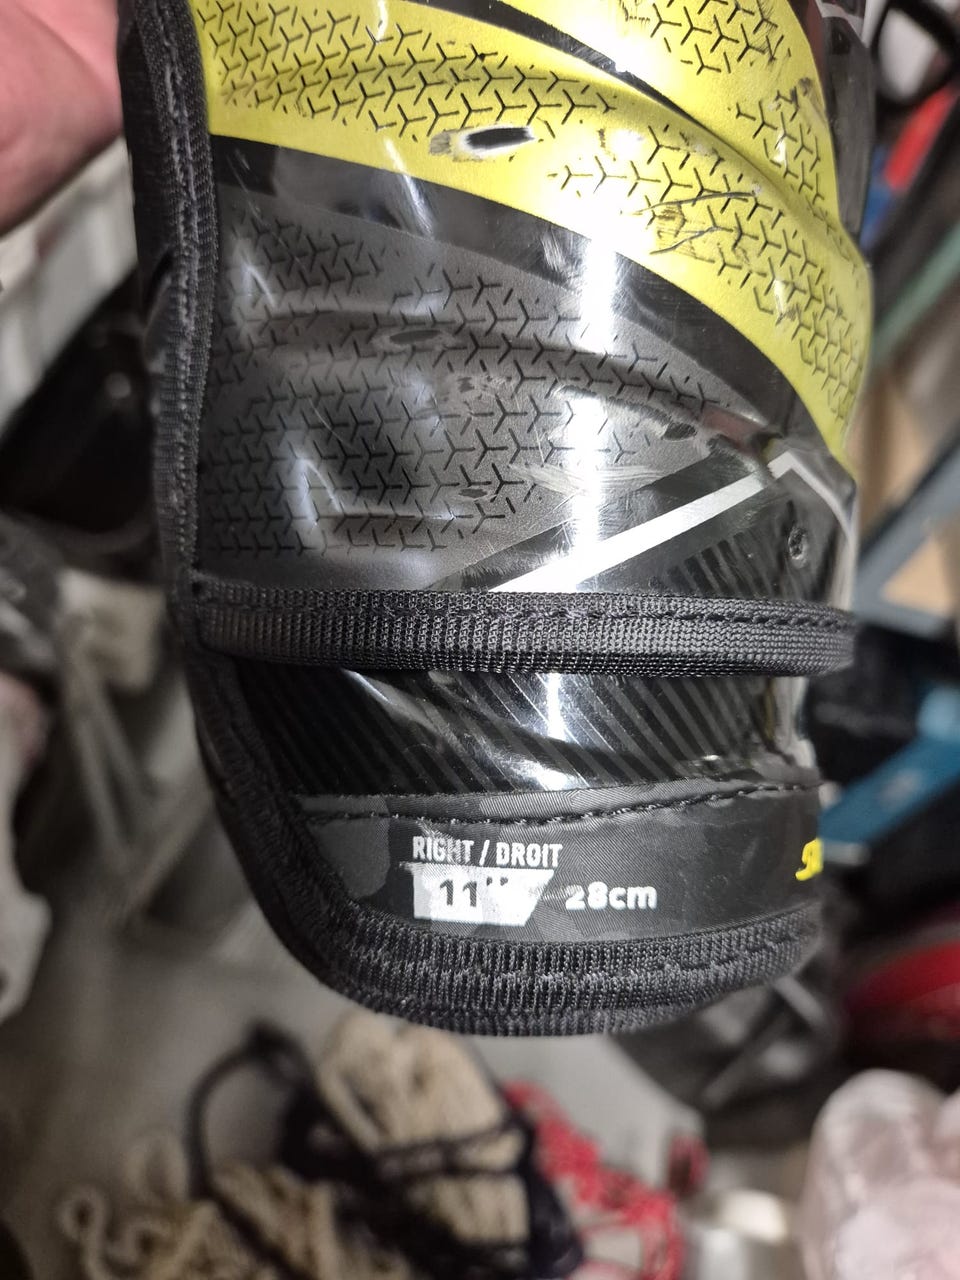 RIGHT / DROIT
11" 28cm